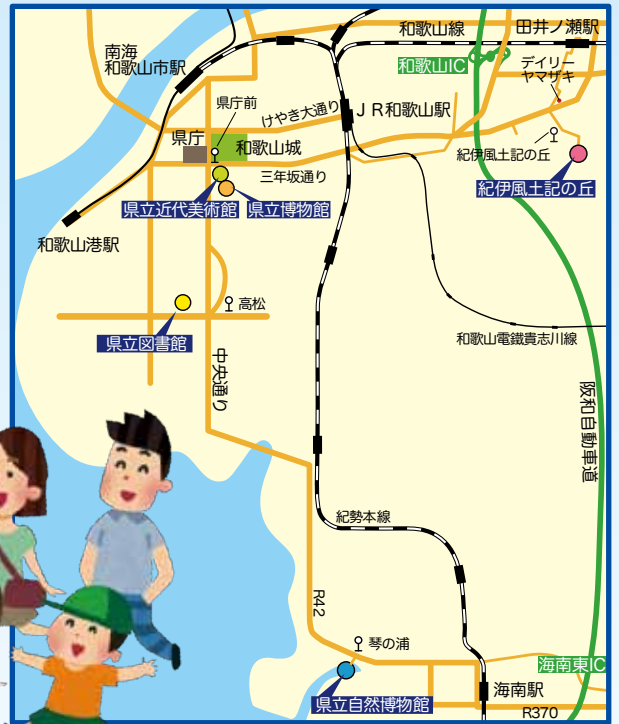 和歌山線
田井ノ瀬駅
南海
和歌山市駅
和歌山IC
デイリー
ヤマザキ
県庁前
けやき大通り
JR和歌山駅
県庁
和歌山城
紀伊風土記の丘
三年坂通り
紀伊風土記の丘
県立近代美術館
県立博物館
和歌山港駅
高松
和歌山電鐵貴志川線
県立図書館
中央通り
阪和自動車道
紀勢本線
R42
琴の浦
海南東IC
海南駅
県立自然博物館
R370